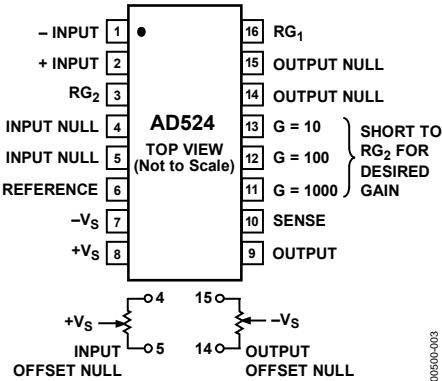 – INPUT 1
+ INPUT 2
RG2 3
INPUT NULL 4
INPUT NULL 5
REFERENCE 6
–VS 7
+VS 8
AD524
TOP VIEW
(Not to Scale)
16 RG1
15 OUTPUT NULL
14 OUTPUT NULL
13 G = 10
12 G = 100
11 G = 1000
10 SENSE
9 OUTPUT
SHORT TO
RG2 FOR
DESIRED
GAIN
4
+VS
5
INPUT
OFFSET NULL
15
–VS
14
OUTPUT
OFFSET NULL
00500-003